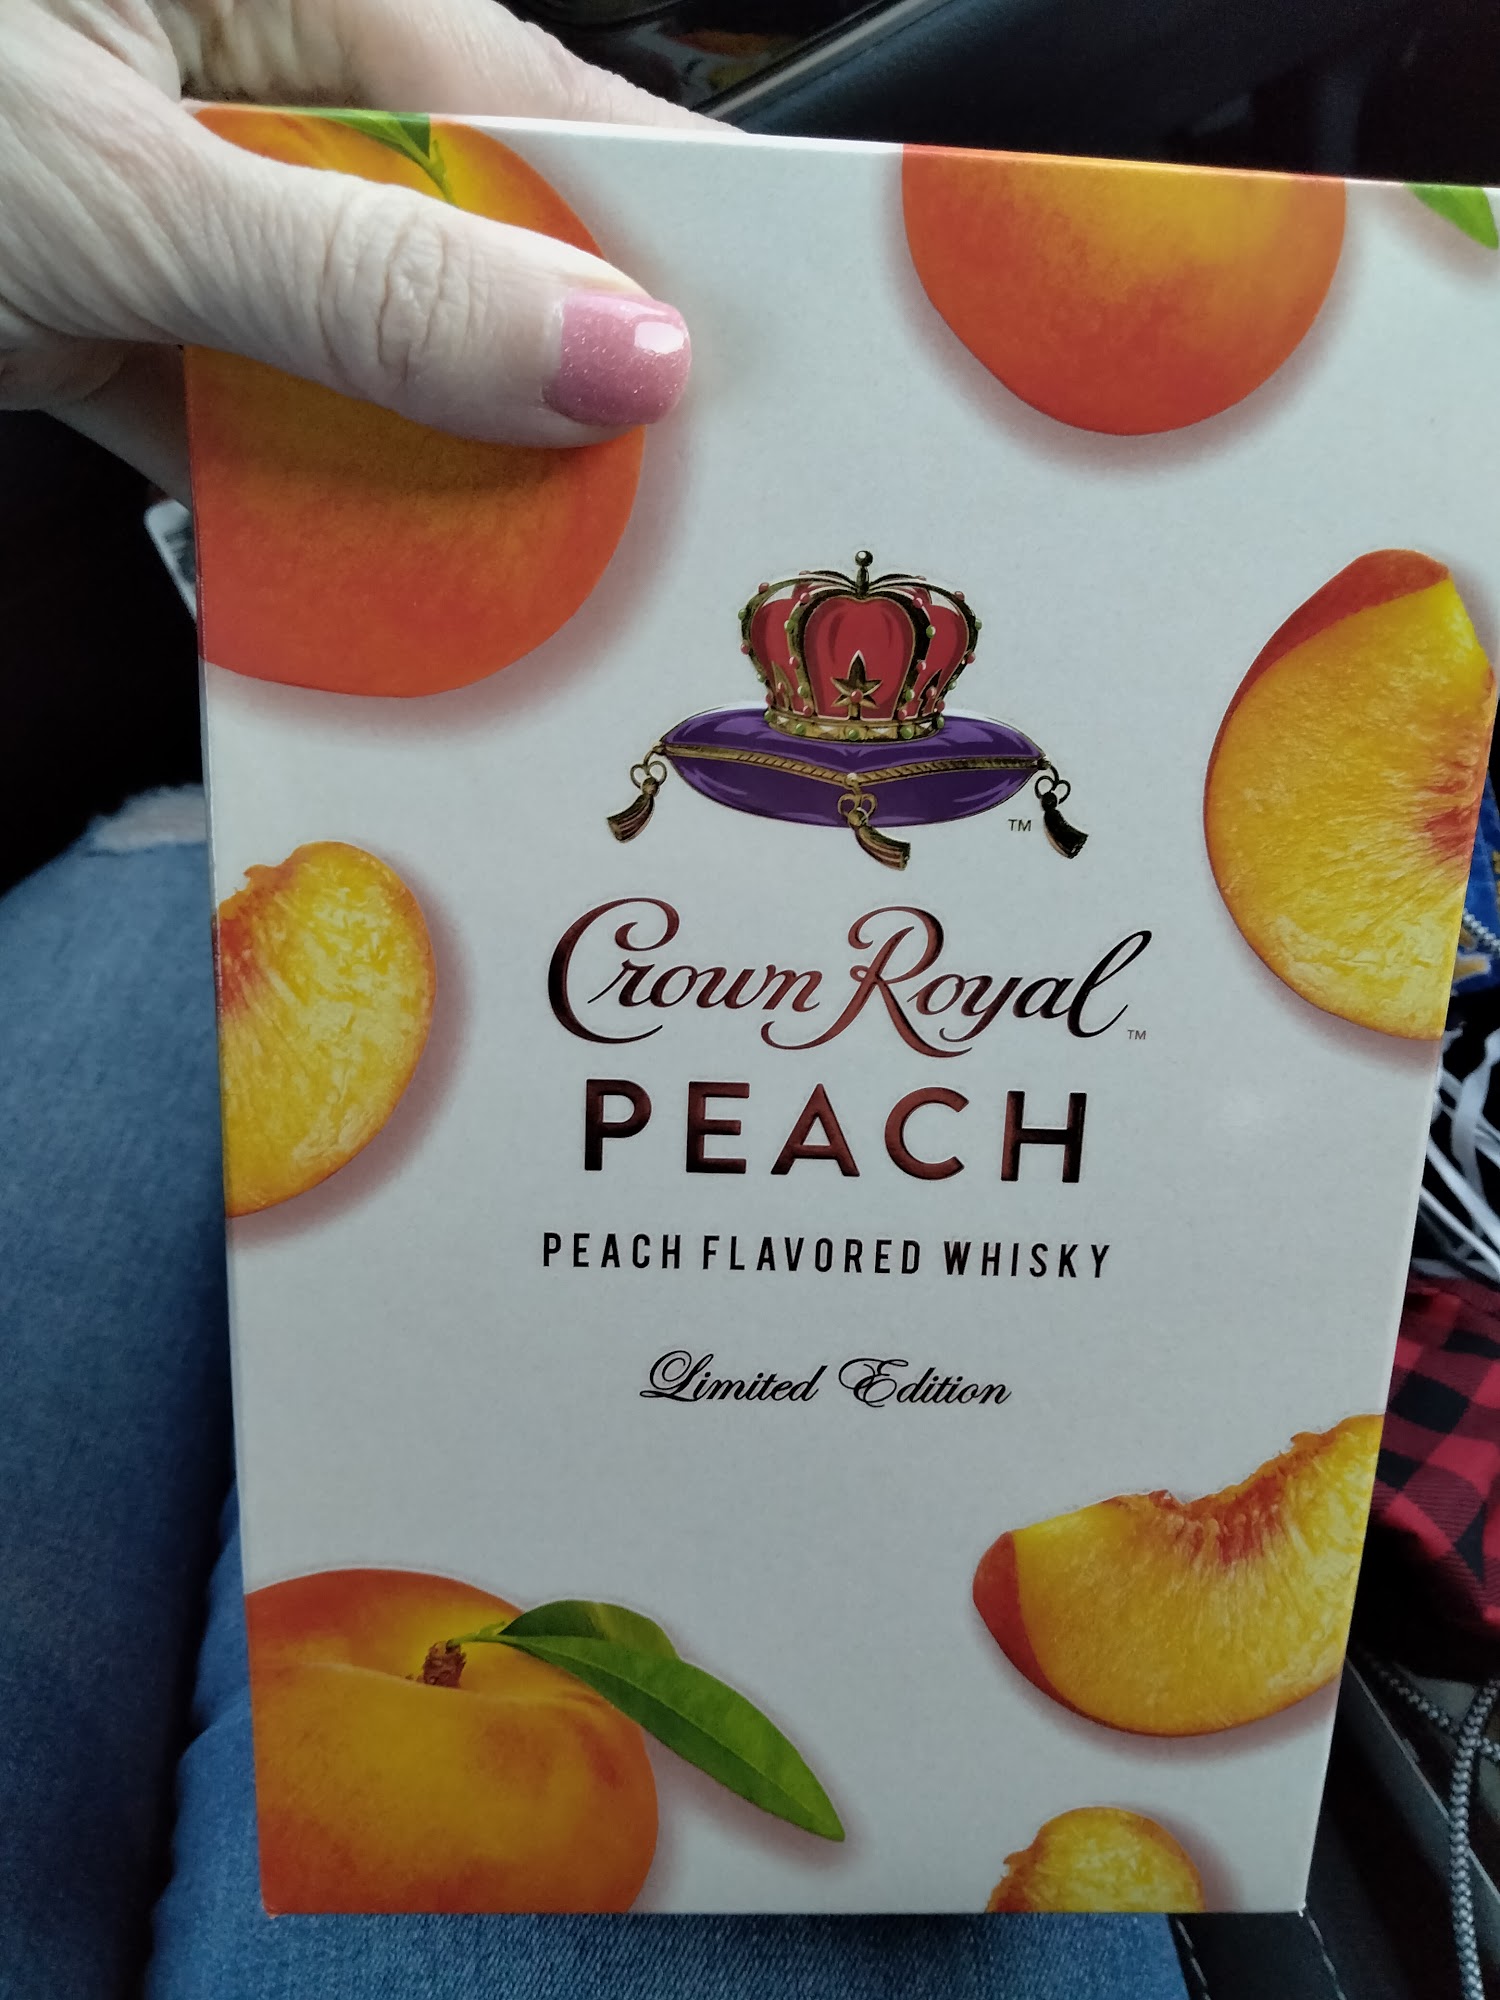 TM
Crown Royal
TM
PEACH
PEACH FLAVORED WHISKY
Limited Edition